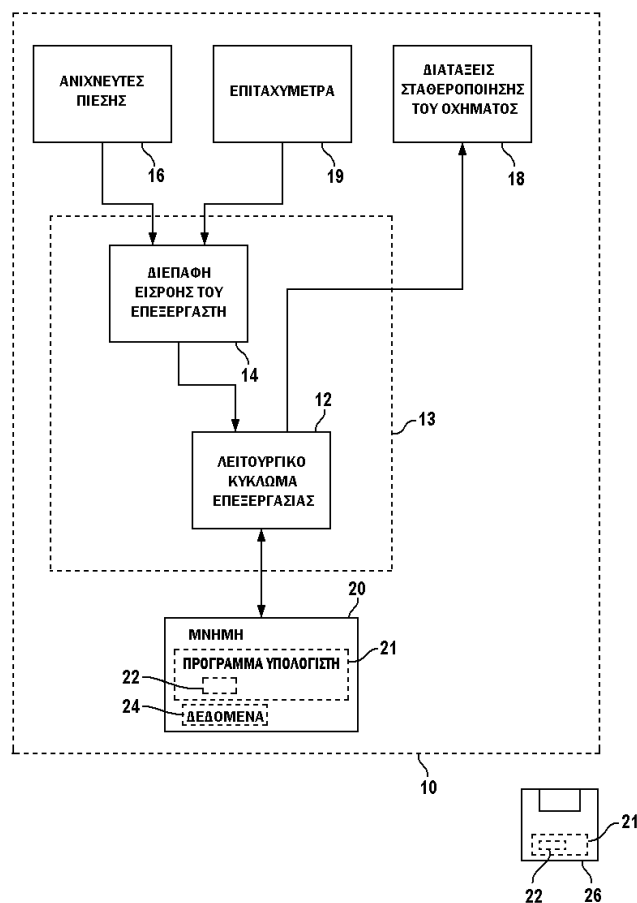 ΑΝΙΧΝΕΥΤΕΣ
ΠΙΕΣΗΣ
16
ΕΠΙΤΑΧΥΜΕΤΡΑ
19
ΔΙΑΤΑΞΕΙΣ
ΣΤΑΘΕΡΟΠΟΙΗΣΗΣ
ΤΟΥ ΟΧΗΜΑΤΟΣ
18
ΔΙΕΠΑΦΗ
ΕΙΣΡΟΗΣ ΤΟΥ
ΕΠΕΞΕΡΓΑΣΤΗ
14
12
13
ΛΕΙΤΟΥΡΓΙΚΟ
ΚΥΚΛΩΜΑ
ΕΠΕΞΕΡΓΑΣΙΑΣ
20
ΜΝΗΜΗ
ΠΡΟΓΡΑΜΜΑ ΥΠΟΛΟΓΙΣΤΗ
21
22
24
ΔΕΔΟΜΕΝΑ
10
21
22
26